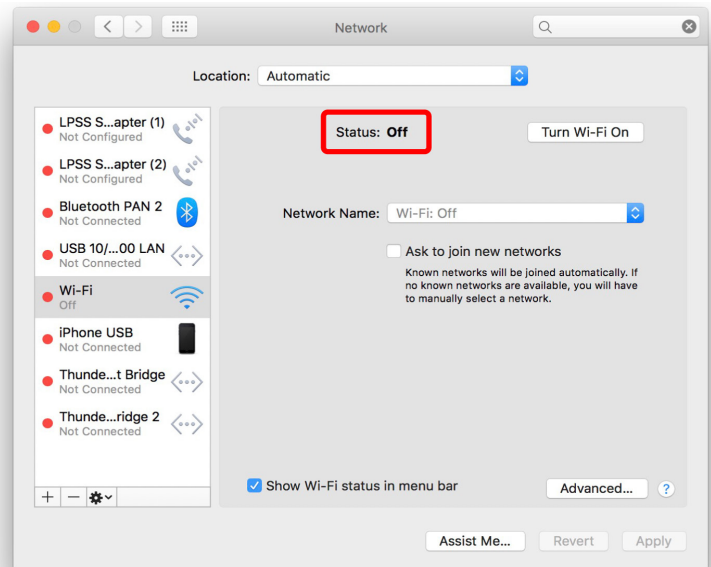 Network
Location: Automatic
LPSS S...apter (1)
Not Configured
LPSS S...apter (2)
Not Configured
Bluetooth PAN 2
Not Connected
USB 10/...00 LAN
Not Connected
Wi-Fi
Off
iPhone USB
Not Connected
Thunde...t Bridge
Not Connected
Thunde...ridge 2
Not Connected
Status: Off
Turn Wi-Fi On
Network Name: Wi-Fi: Off
Ask to join new networks
Known networks will be joined automatically. If
no known networks are available, you will have
to manually select a network.
Show Wi-Fi status in menu bar
Advanced...
?
Assist Me...
Revert
Apply